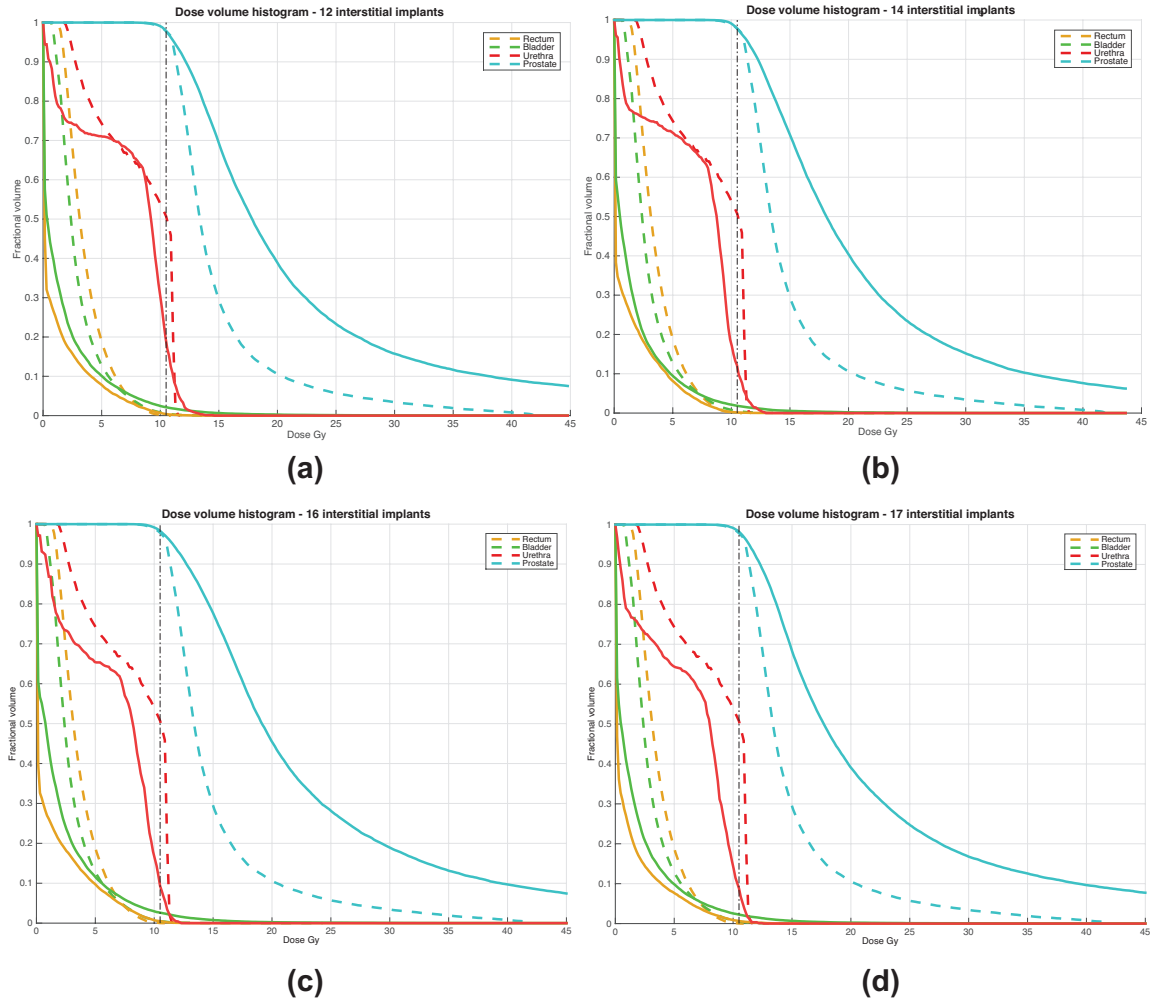 Dose volume histogram - 12 interstitial implants
1
0.9
0.8
0.7
0.6
0.5
0.4
0.3
0.2
0.1
0
Fractional volume
0 5 10 15 20 25 30 35 40 45
Dose Gy
Rectum
Bladder
Urethra
Prostate
(a)
Dose volume histogram - 14 interstitial implants
1
0.9
0.8
0.7
0.6
0.5
0.4
0.3
0.2
0.1
0
Fractional volume
0 5 10 15 20 25 30 35 40 45
Dose Gy
Rectum
Bladder
Urethra
Prostate
(b)
Dose volume histogram - 16 interstitial implants
1
0.9
0.8
0.7
0.6
0.5
0.4
0.3
0.2
0.1
0
Fractional volume
0 5 10 15 20 25 30 35 40 45
Dose Gy
Rectum
Bladder
Urethra
Prostate
(c)
Dose volume histogram - 17 interstitial implants
1
0.9
0.8
0.7
0.6
0.5
0.4
0.3
0.2
0.1
0
Fractional volume
0 5 10 15 20 25 30 35 40 45
Dose Gy
Rectum
Bladder
Urethra
Prostate
(d)